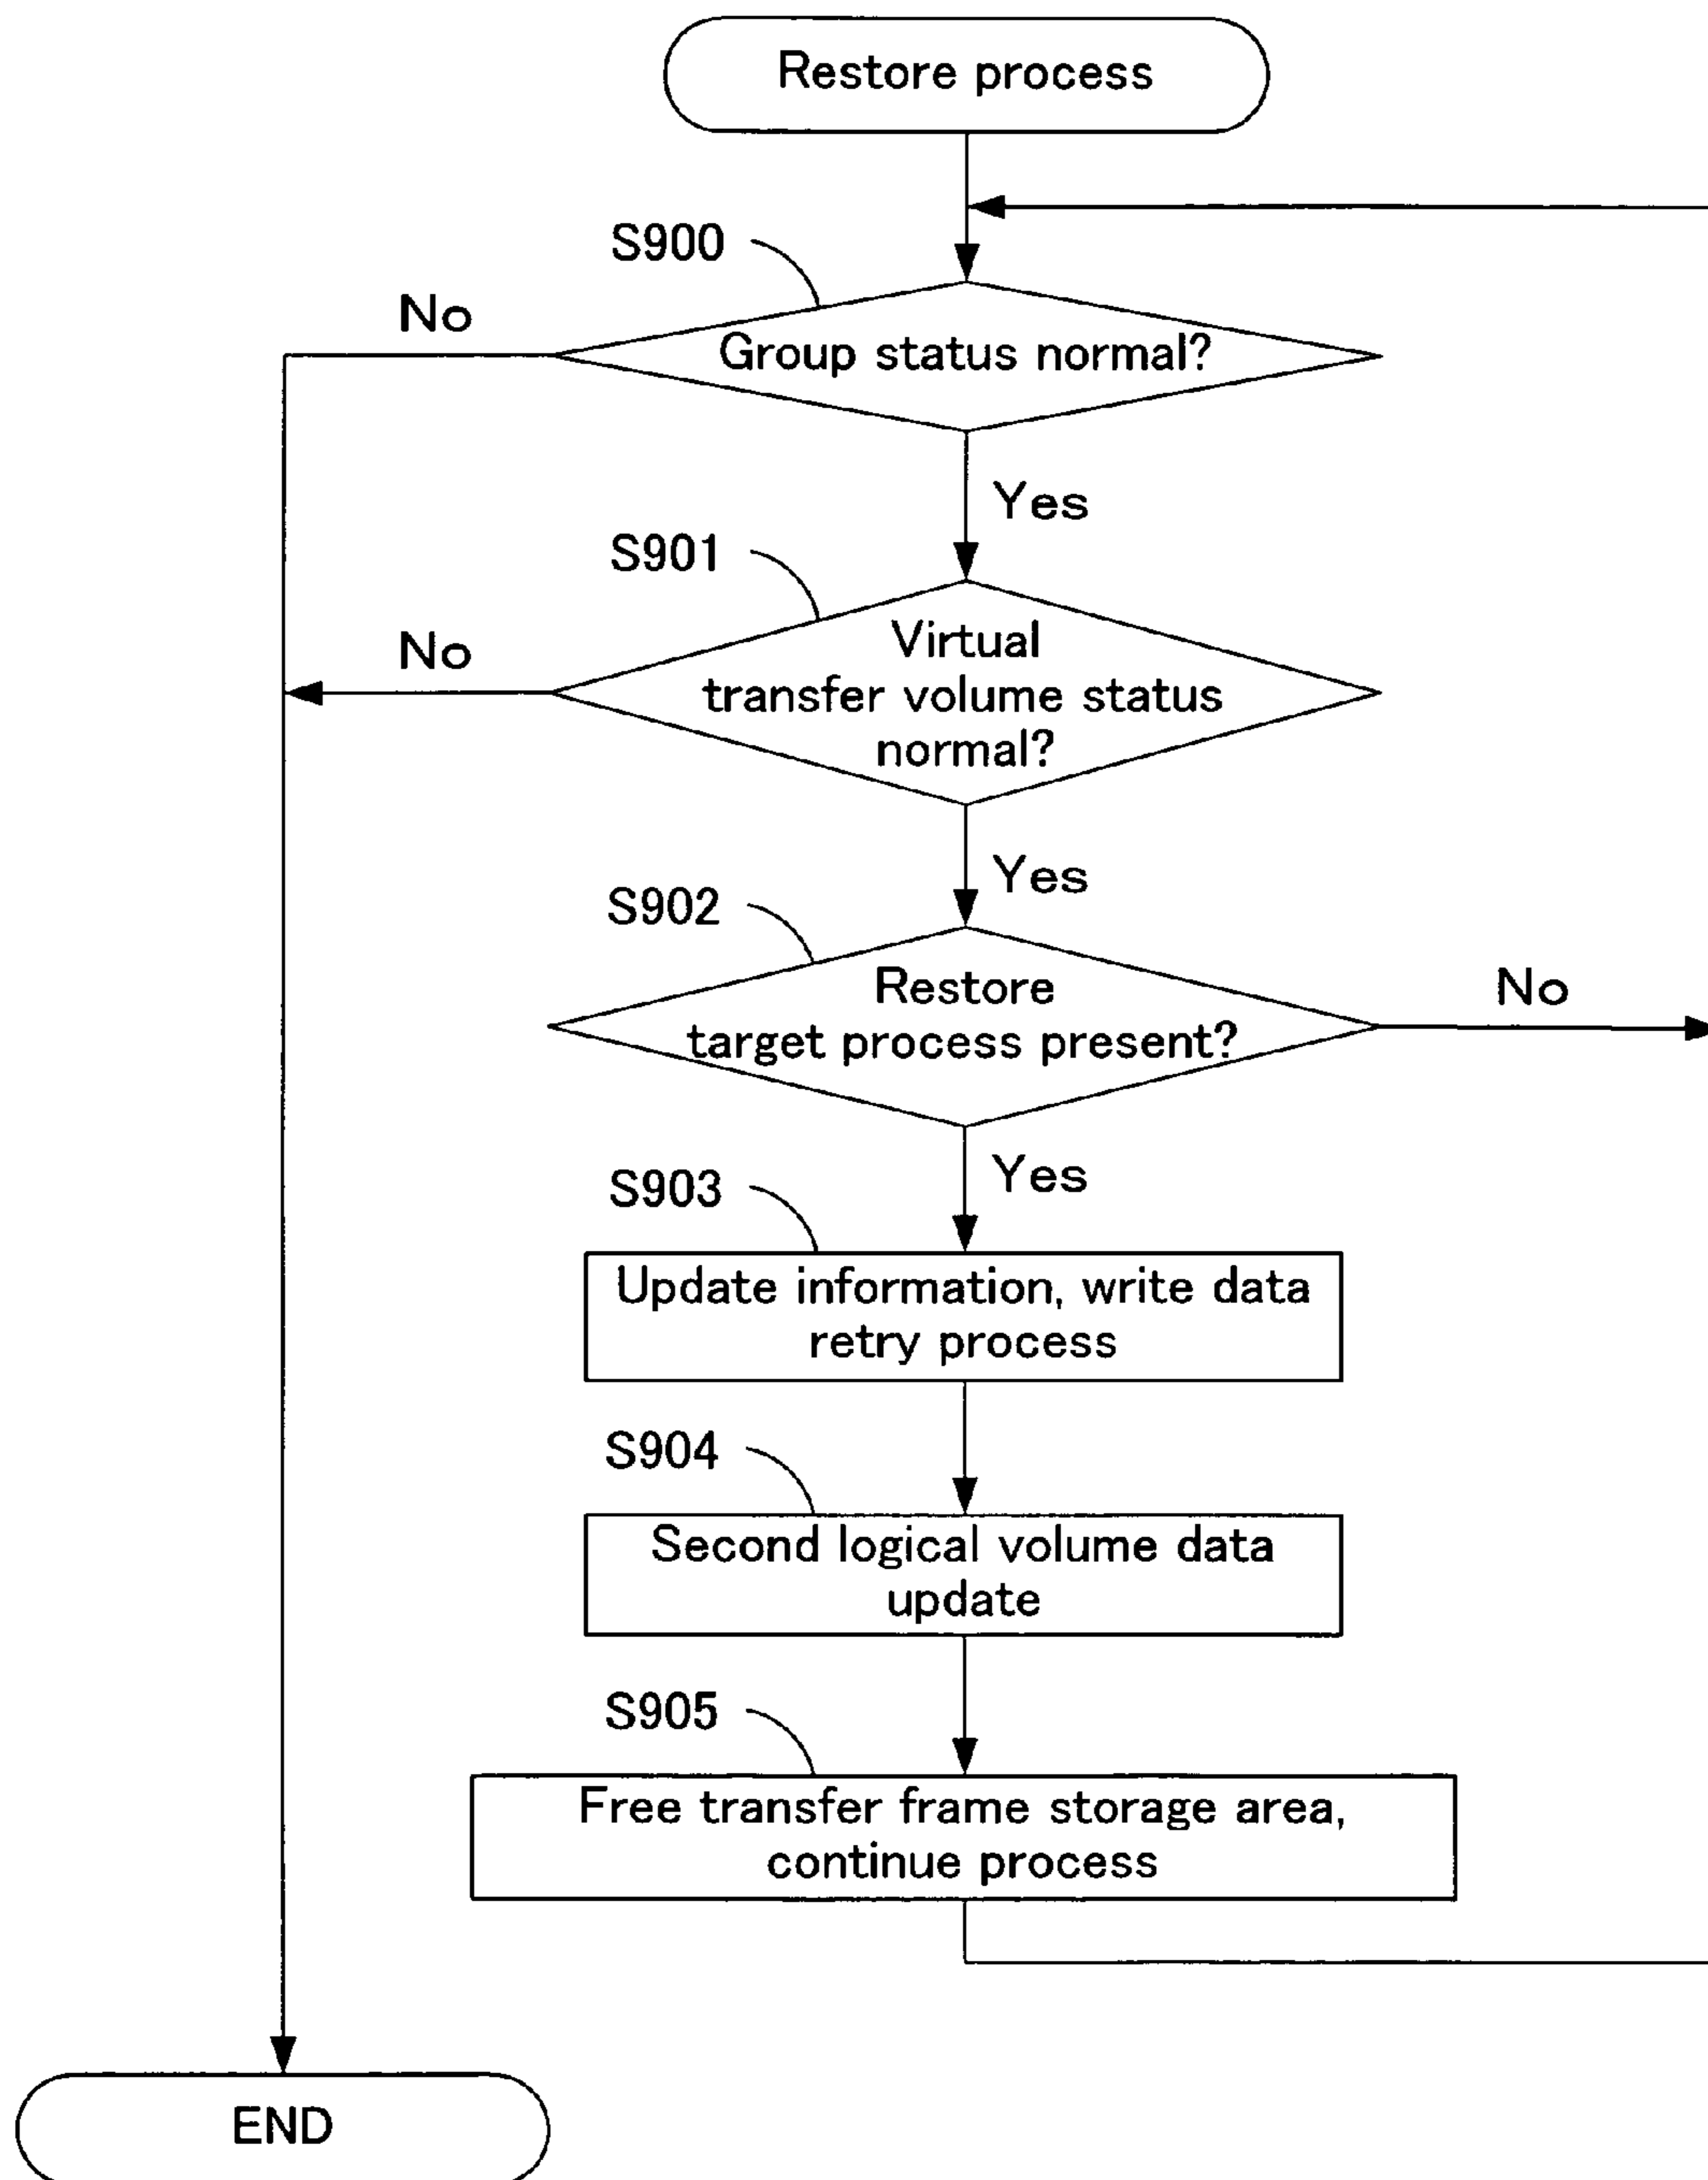 Restore process
S900
No
Group status normal?
Yes
S901
No
Virtual
transfer volume status
normal?
Yes
S902
Restore
target process present?
No
Yes
S903
Update information, write data
retry process
S904
Second logical volume data
update
S905
Free transfer frame storage area,
continue process
END